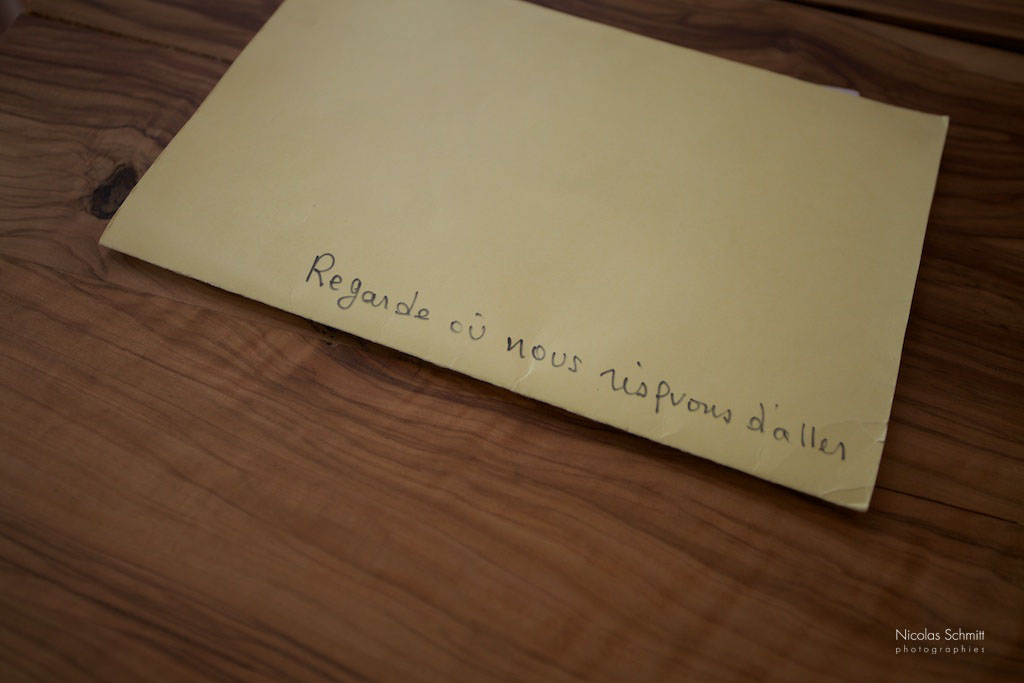 Regarde où nous risquons d'aller
Nicolas Schmitt
photographies